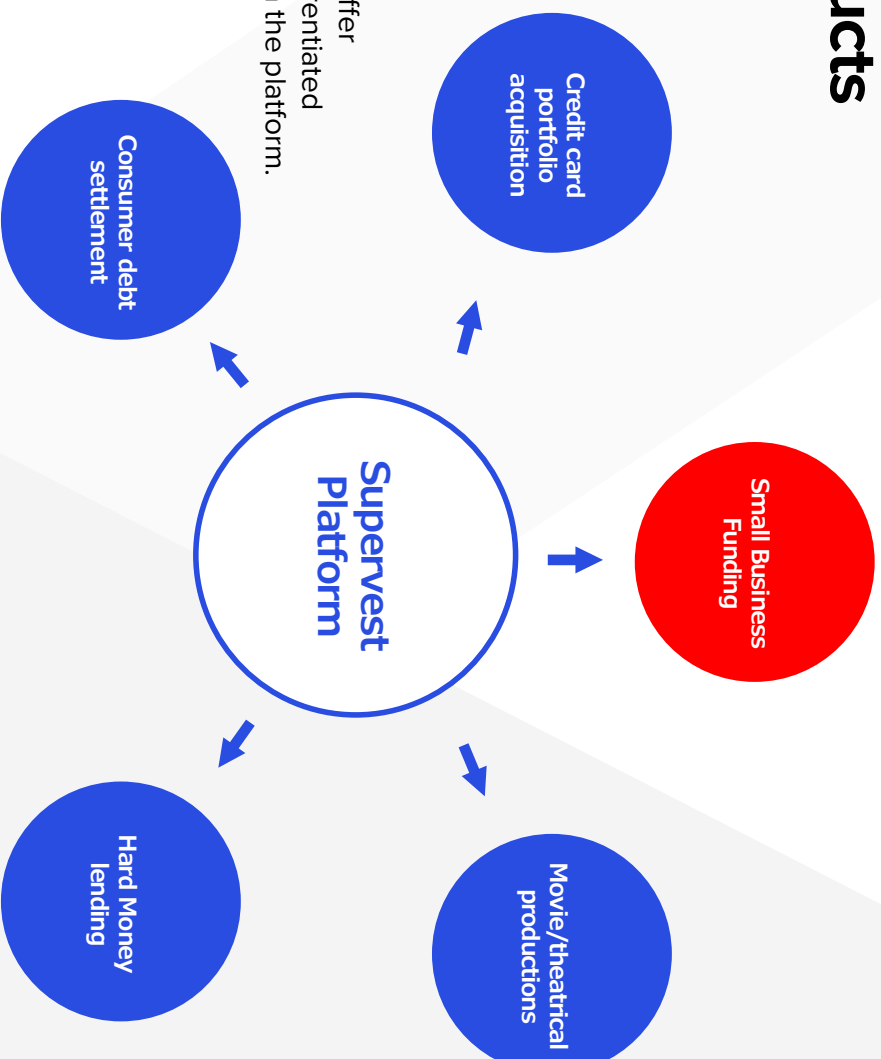 ucts
Small Business
Funding
Credit card
portfolio
acquisition
Movie/theatrical
productions
ffer
entiated
the platform.
Supervest
Platform
Consumer debt
settlement
Hard Money
lending